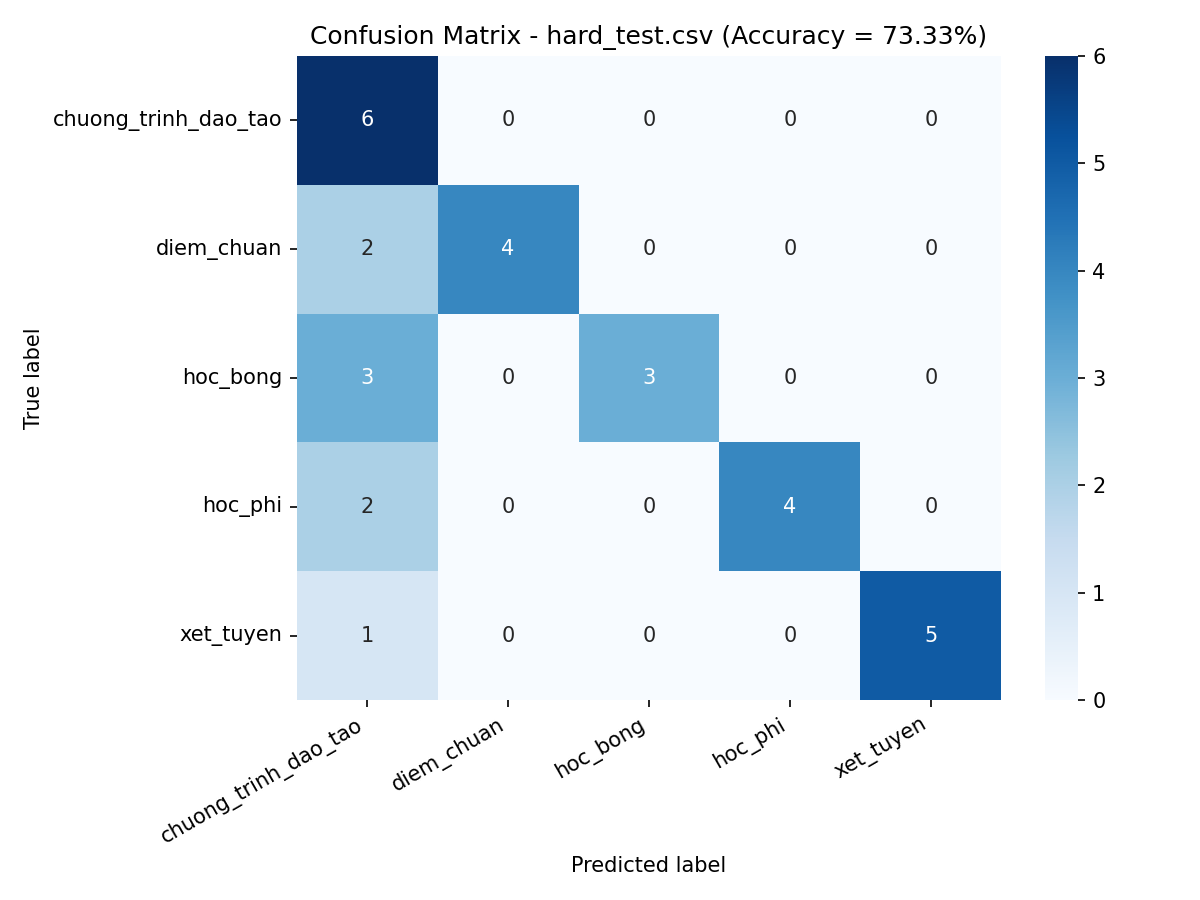 Confusion Matrix - hard_test.csv (Accuracy = 73.33%)
chuong_trinh_dao_tao 6 0 0 0 0
diem_chuan 2 4 0 0 0
hoc_bong 3 0 3 0 0
hoc_phi 2 0 0 4 0
xet_tuyen 1 0 0 0 5
True label
chuong_trinh_dao_tao diem_chuan hoc_bong hoc_phi xet_tuyen
Predicted label
6
5
4
3
2
1
0